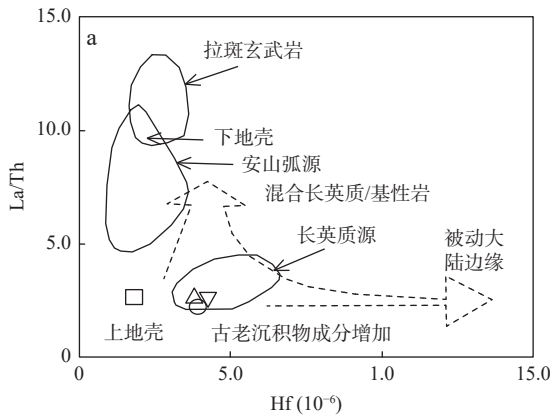 15.0
a
拉斑玄武岩
10.0
下地壳
安山弧源
混合长英质/基性岩
La/Th
5.0
长英质源
被动大
陆边缘
上地壳
古老沉积物成分增加
0
0
5.0
1.0
15.0
Hf (10⁻⁶)